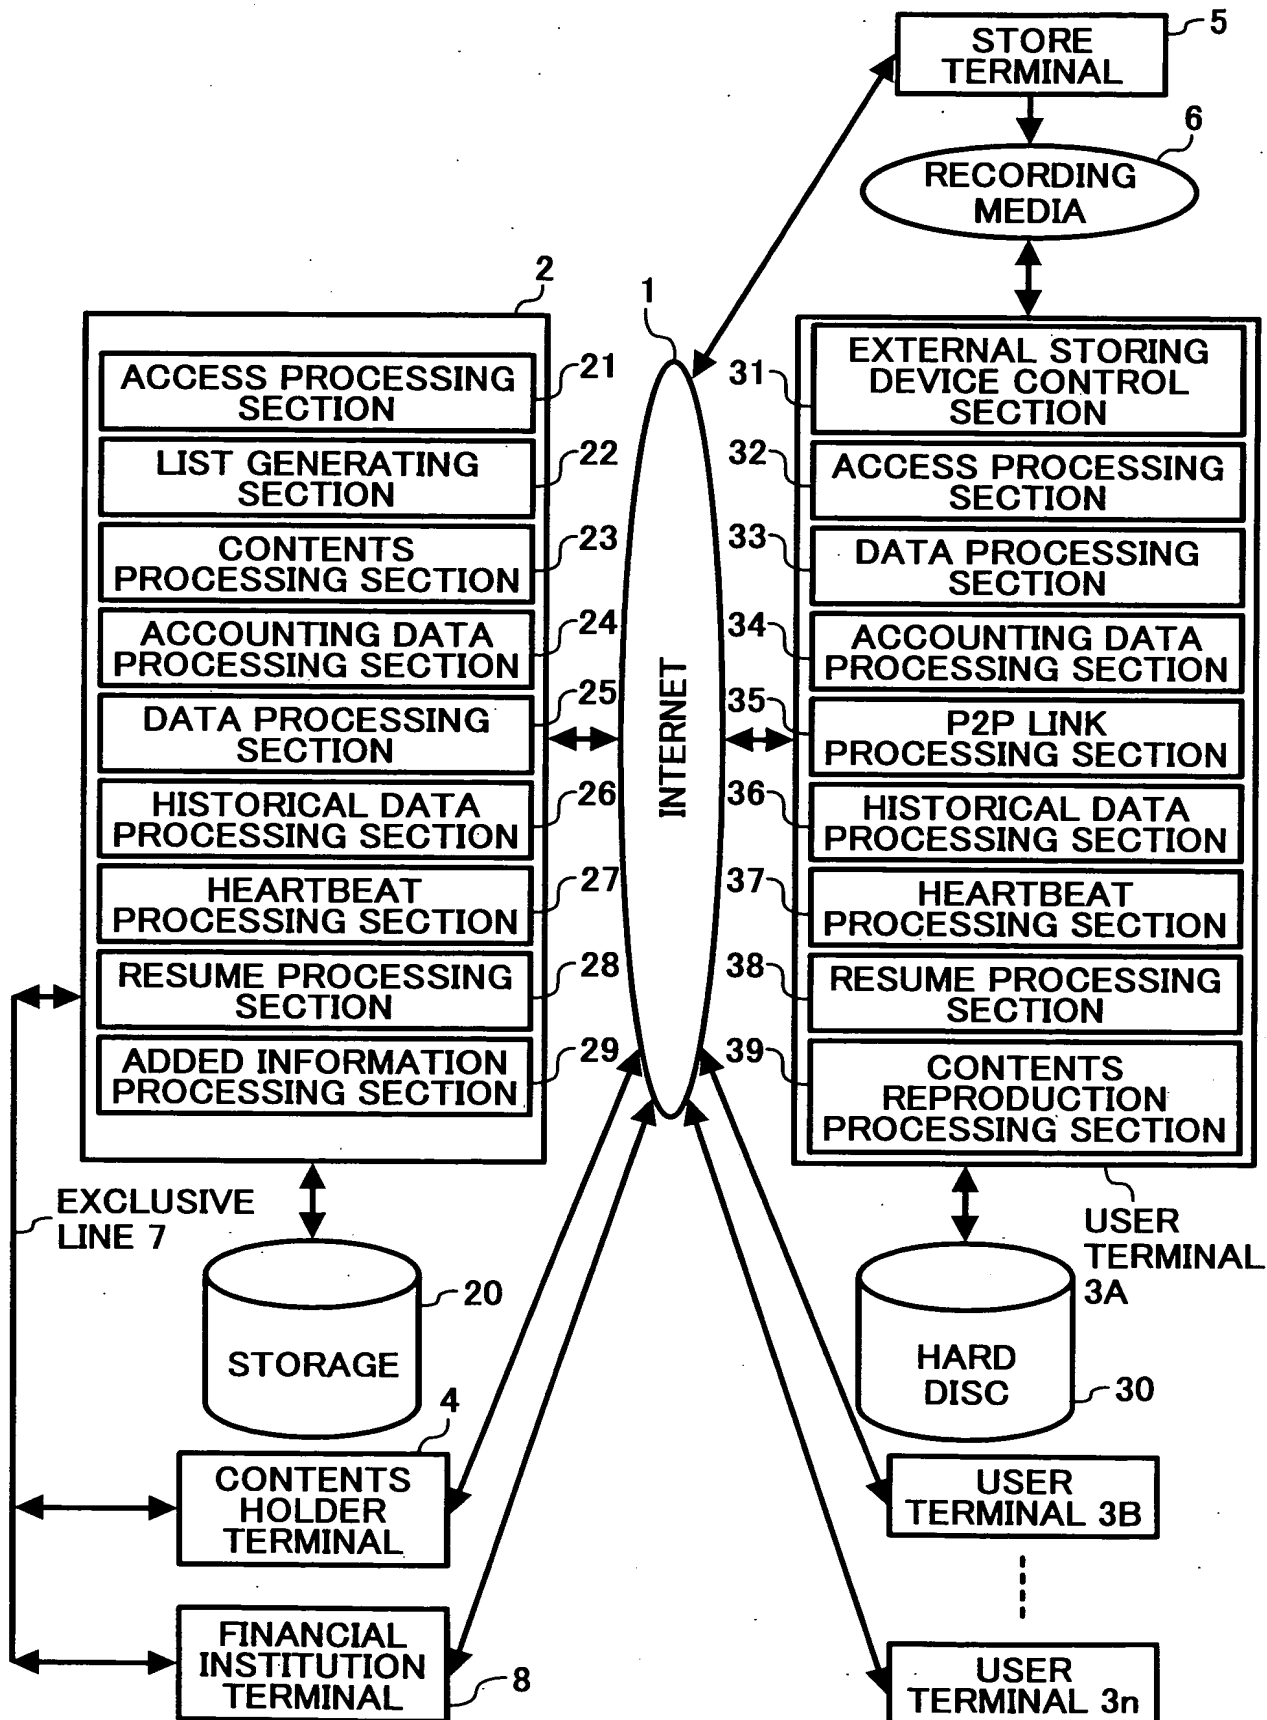 5
STORE
TERMINAL
6
RECORDING
MEDIA
2
1
ACCESS PROCESSING
SECTION
21
LIST GENERATING
SECTION
22
CONTENTS
PROCESSING SECTION
23
ACCOUNTING DATA
PROCESSING SECTION
24
DATA PROCESSING
SECTION
25
HISTORICAL DATA
PROCESSING SECTION
26
HEARTBEAT
PROCESSING SECTION
27
RESUME PROCESSING
SECTION
28
ADDED INFORMATION
PROCESSING SECTION
29
INTERNET
31
EXTERNAL STORING
DEVICE CONTROL
SECTION
32
ACCESS PROCESSING
SECTION
33
DATA PROCESSING
SECTION
34
ACCOUNTING DATA
PROCESSING SECTION
35
P2P LINK
PROCESSING SECTION
36
HISTORICAL DATA
PROCESSING SECTION
37
HEARTBEAT
PROCESSING SECTION
38
RESUME PROCESSING
SECTION
39
CONTENTS
REPRODUCTION
PROCESSING SECTION
EXCLUSIVE
LINE 7
USER
TERMINAL
3A
20
STORAGE
HARD
DISC
30
4
CONTENTS
HOLDER
TERMINAL
USER
TERMINAL 3B
FINANCIAL
INSTITUTION
TERMINAL
8
USER
TERMINAL 3n